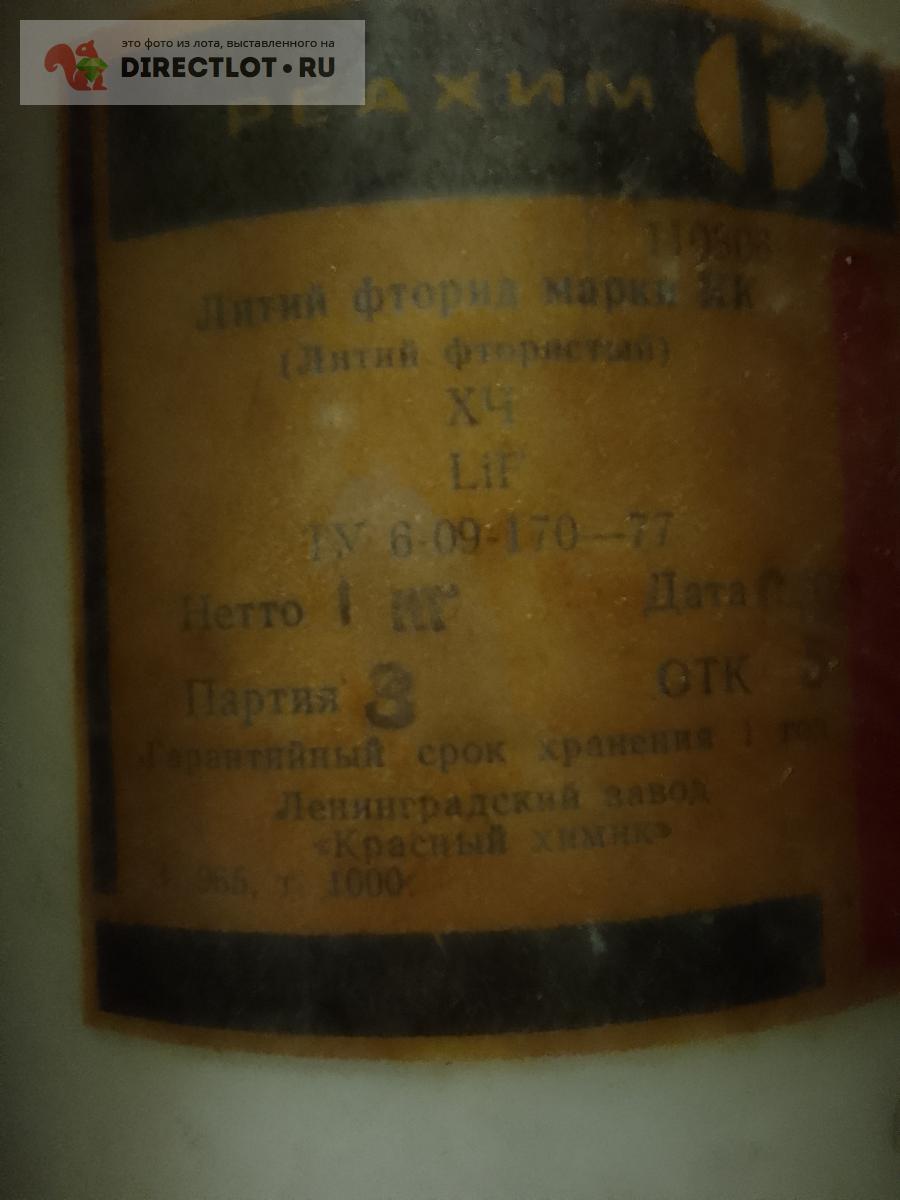 это фото из лота, выставленного на
DIRECTLOT.RU
РЕАХИМ
Литий фторид марки
(Литий фтористый)
ХЧ
LiF
ТУ 6-09-170—77
Нетто 1 кг Дата
Партия 3 ОТК 5
Гарантийный срок хранения 1 год
Ленинградский завод
«Красный химик»
т. 1000